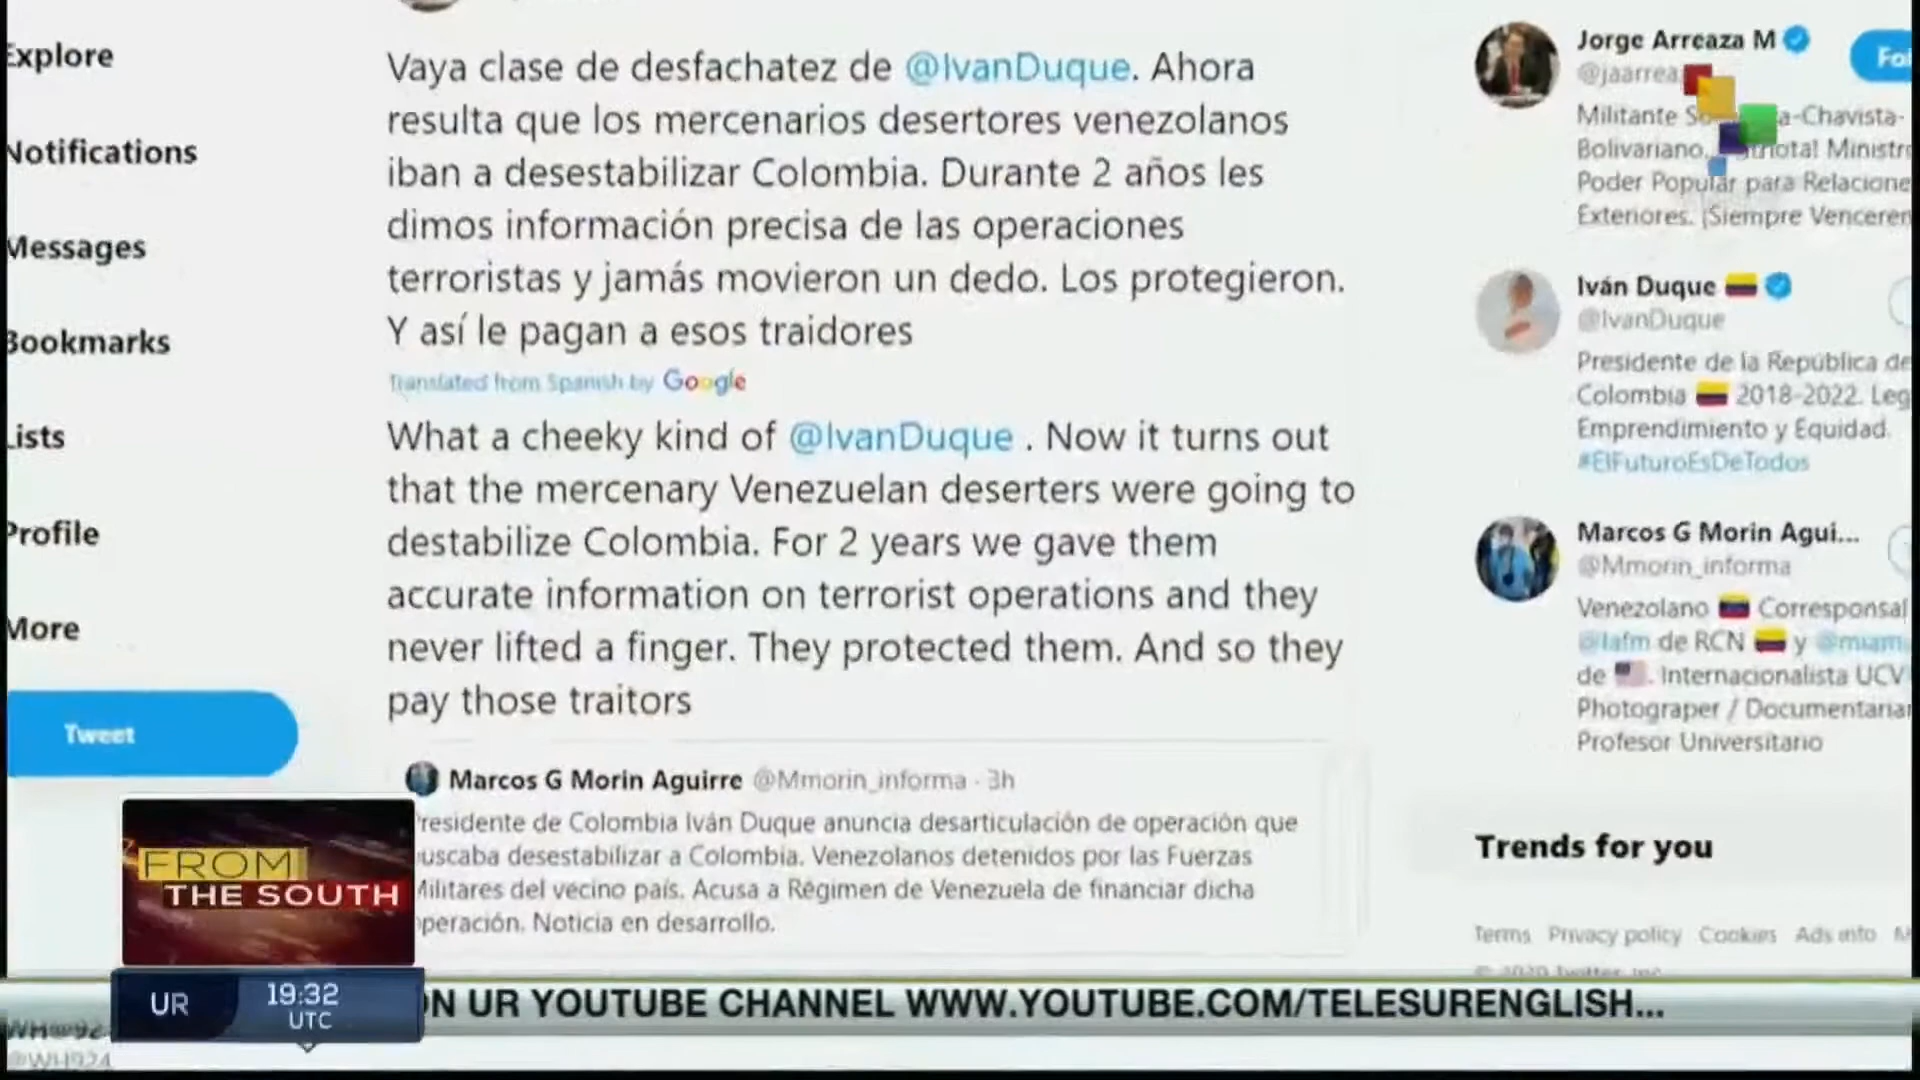 Explore
Notifications
Messages
Bookmarks
Lists
Profile
More
Tweet
Vaya clase de desfachatez de @IvanDuque. Ahora
resulta que los mercenarios desertores venezolanos
iban a desestabilizar Colombia. Durante 2 años les
dimos información precisa de las operaciones
terroristas y jamás movieron un dedo. Los protegieron.
Y así le pagan a esos traidores
Translated from Spanish by Google
What a cheeky kind of @IvanDuque . Now it turns out
that the mercenary Venezuelan deserters were going to
destabilize Colombia. For 2 years we gave them
accurate information on terrorist operations and they
never lifted a finger. They protected them. And so they
pay those traitors
Marcos G Morin Aguirre @Mmorin_informa · 3h
residente de Colombia Iván Duque anuncia desarticulación de operación que
uscaba desestabilizar a Colombia. Venezolanos detenidos por las Fuerzas
Militares del vecino país. Acusa a Régimen de Venezuela de financiar dicha
peración. Noticia en desarrollo.
Jorge Arreaza M
@jaarrea
Fol
Militante a-Chavista-
Bolivariano. Ministr
Poder Popular para Relacione
Exteriores. ¡Siempre Venceren
Iván Duque
@IvanDuque
Presidente de la República de
Colombia 2018-2022. Leg
Emprendimiento y Equidad.
#ElFuturoEsDeTodos
Marcos G Morin Agui...
@Mmorin_informa
Venezolano Corresponsal
@lafm de RCN y @miam
de . Internacionalista UCV
Photograper / Documentarian
Profesor Universitario
Trends for you
Terms Privacy policy Cookies Ads info
© 2020 Twitter, Inc.
FROM
THE SOUTH
UR
19:32
UTC
ON UR YOUTUBE CHANNEL WWW.YOUTUBE.COM/TELESURENGLISH...
@WH924